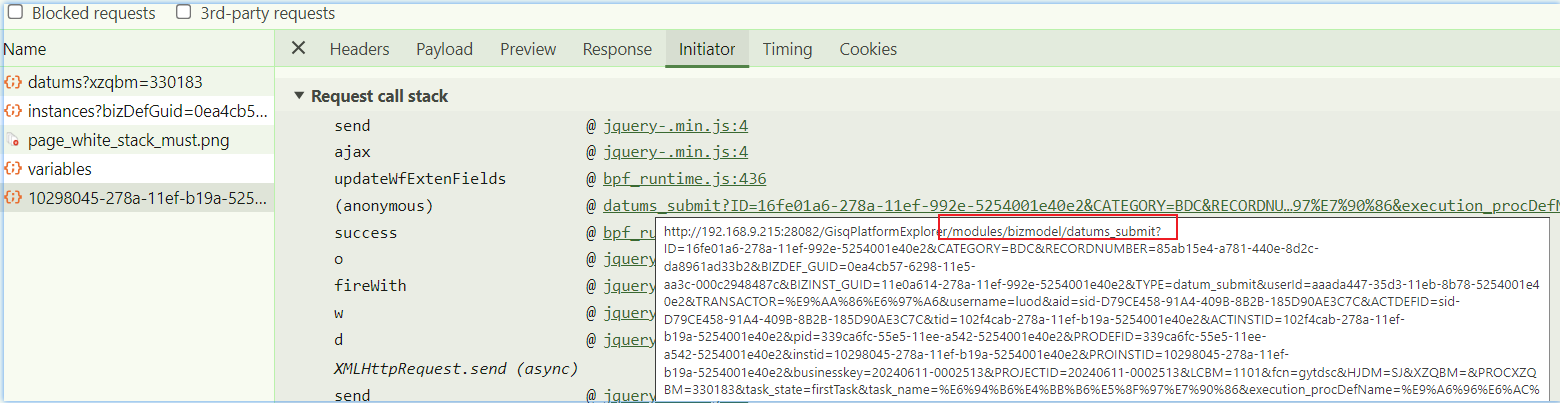 Blocked requests 3rd-party requests
Name Headers Payload Preview Response Initiator Timing Cookies
datums?xzqbm=330183
instances?bizDefGuid=0ea4cb5...
page_white_stack_must.png
variables
10298045-278a-11ef-b19a-525...
Request call stack
send @ jquery-.min.js:4
ajax @ jquery-.min.js:4
updateWfExtenFields @ bpf_runtime.js:436
(anonymous) @ datums_submit?ID=16fe01a6-278a-11ef-992e-5254001e40e2&CATEGORY=BDC&RECORDNU…97%E7%90%86&execution_procDefN
success @ bpf_ru
o @ jquery
fireWith @ jquery
w @ jquery
d @ jquery
XMLHttpRequest.send (async)
send @ jquery-.min.js:4
http://192.168.9.215:28082/GisqPlatformExplorer/modules/bizmodel/datums_submit?
ID=16fe01a6-278a-11ef-992e-5254001e40e2&CATEGORY=BDC&RECORDNUMBER=85ab15e4-a781-440e-8d2c-
da8961ad33b2&BIZDEF_GUID=0ea4cb57-6298-11e5-
aa3c-000c2948487c&BIZINST_GUID=11e0a614-278a-11ef-992e-5254001e40e2&TYPE=datum_submit&userId=aaada447-35d3-11eb-8b78-5254001e4
0e2&TRANSACTOR=%E9%AA%86%E6%97%A6&username=luod&aid=sid-D79CE458-91A4-409B-8B2B-185D90AE3C7C&ACTDEFID=sid-
D79CE458-91A4-409B-8B2B-185D90AE3C7C&tid=102f4cab-278a-11ef-b19a-5254001e40e2&ACTINSTID=102f4cab-278a-11ef-
b19a-5254001e40e2&pid=339ca6fc-55e5-11ee-a542-5254001e40e2&PRODEFID=339ca6fc-55e5-11ee-
a542-5254001e40e2&instid=10298045-278a-11ef-b19a-5254001e40e2&PROINSTID=10298045-278a-11ef-
b19a-5254001e40e2&businesskey=20240611-0002513&PROJECTID=20240611-0002513&LCBM=1101&fcn=gytdsc&HJDM=SJ&XZQBM=&PROCXZQ
BM=330183&task_state=firstTask&task_name=%E6%94%B6%E4%BB%B6%E5%8F%97%E7%90%86&execution_procDefName=%E9%A6%96%E6%AC%